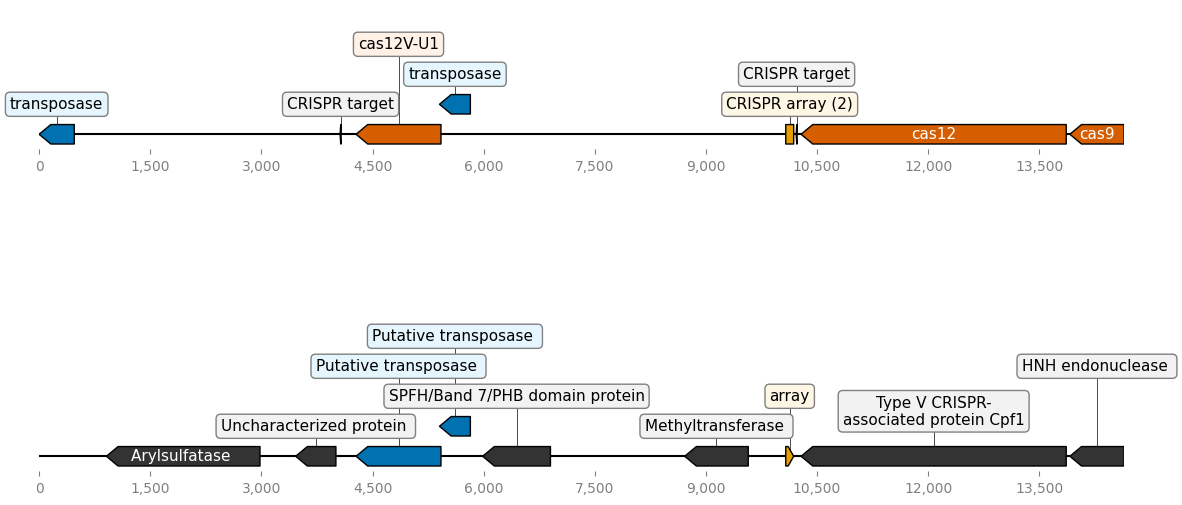 cas12V-U1
transposase
CRISPR target
transposase
CRISPR target
CRISPR array (2)
cas12
cas9
0
1,500
3,000
4,500
6,000
7,500
9,000
10,500
12,000
13,500
Putative transposase
Putative transposase
HNH endonuclease
SPFH/Band 7/PHB domain protein
array
Type V CRISPR-
associated protein Cpf1
Uncharacterized protein
Methyltransferase
Arylsulfatase
0
1,500
3,000
4,500
6,000
7,500
9,000
10,500
12,000
13,500